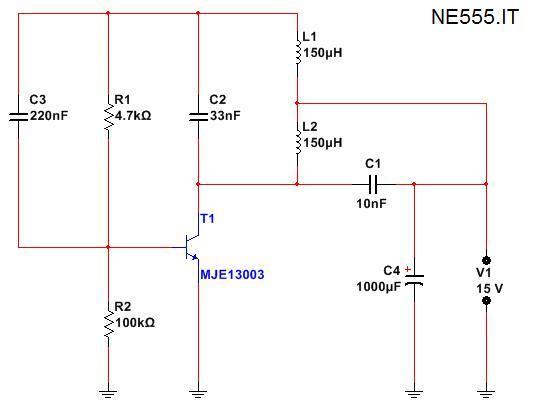 NE555.IT
L1
150µH
C3
220nF
R1
4.7kΩ
C2
33nF
L2
150µH
C1
10nF
T1
MJE13003
C4
+
1000µF
V1
15 V
R2
100kΩ